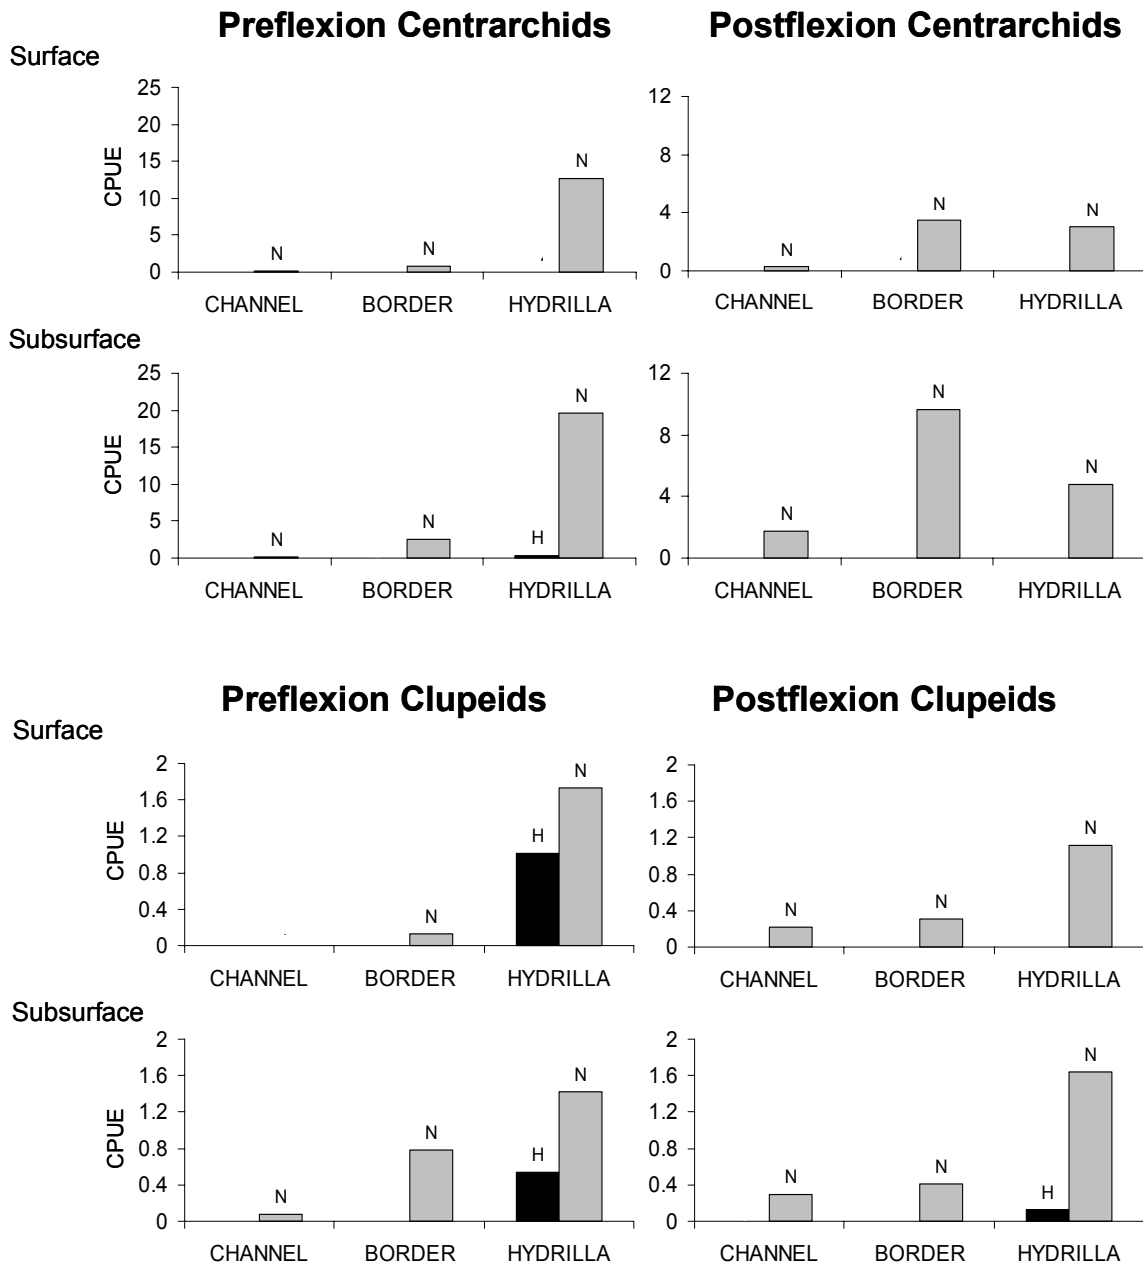 Preflexion Centrarchids Postflexion Centrarchids
Surface
25
20
15
10
5
0
CPUE
N
N
N
CHANNEL BORDER HYDRILLA
12
8
4
0
N
N
N
CHANNEL BORDER HYDRILLA
Subsurface
25
20
15
10
5
0
CPUE
N
N
H
N
CHANNEL BORDER HYDRILLA
12
8
4
0
N
N
N
CHANNEL BORDER HYDRILLA
Preflexion Clupeids Postflexion Clupeids
Surface
2
1.6
1.2
0.8
0.4
0
CPUE
N
H
N
CHANNEL BORDER HYDRILLA
2
1.6
1.2
0.8
0.4
0
N
N
N
CHANNEL BORDER HYDRILLA
Subsurface
2
1.6
1.2
0.8
0.4
0
CPUE
N
N
H
N
CHANNEL BORDER HYDRILLA
2
1.6
1.2
0.8
0.4
0
N
N
H
N
CHANNEL BORDER HYDRILLA